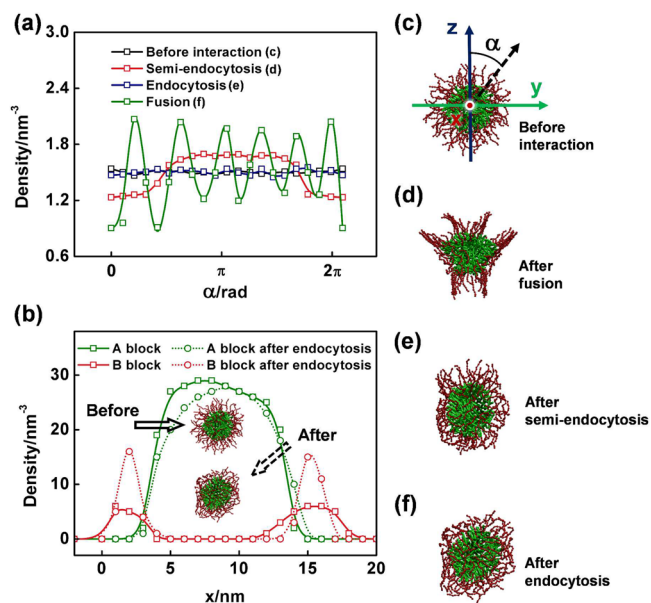 (a)
3.0
2.4
1.8
1.2
0.6
Density/nm⁻³
Before interaction (c)
Semi-endocytosis (d)
Endocytosis (e)
Fusion (f)
0 π 2π
α/rad
(b)
A block A block after endocytosis
B block B block after endocytosis
30
20
10
0
Density/nm⁻³
Before
After
0 5 10 15 20
x/nm
(c)
z
α
y
x
Before
interaction
(d)
After
fusion
(e)
After
semi-endocytosis
(f)
After
endocytosis